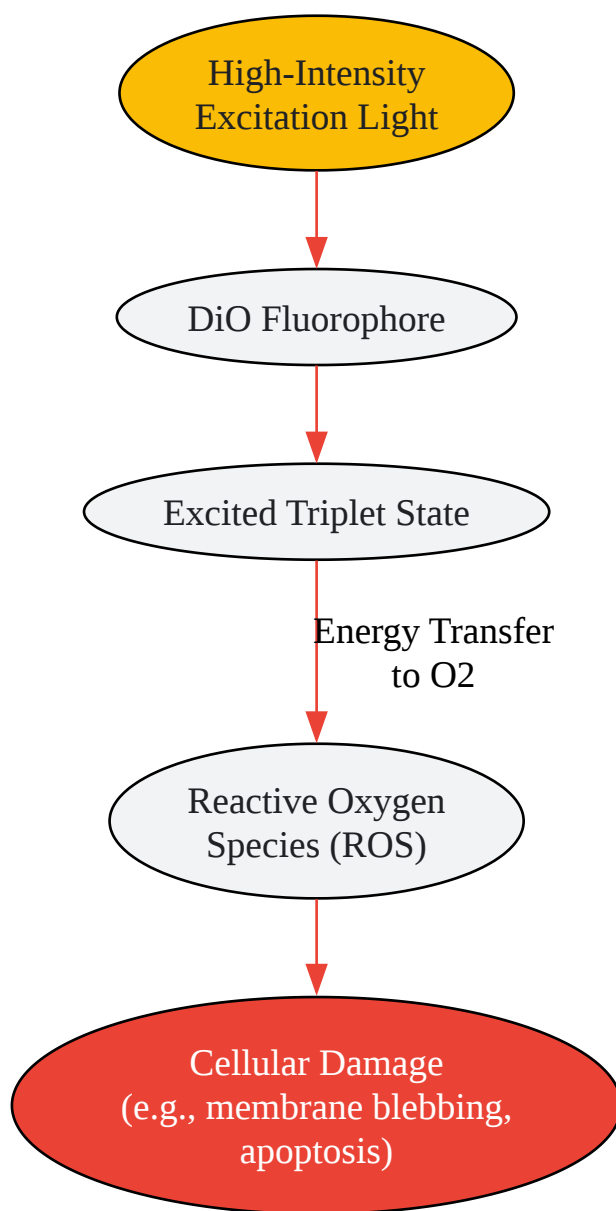 High-Intensity
Excitation Light
DiO Fluorophore
Excited Triplet State
Energy Transfer
to O2
Reactive Oxygen
Species (ROS)
Cellular Damage
(e.g., membrane blebbing,
apoptosis)